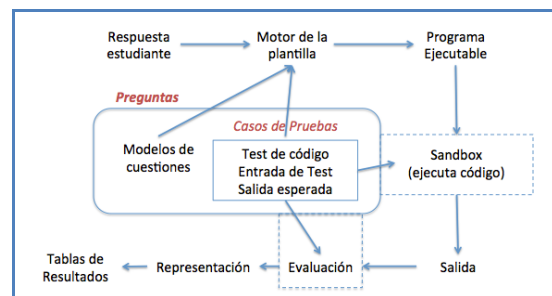 Respuesta
estudiante
Motor de la
plantilla
Programa
Ejecutable
Preguntas
Casos de Pruebas
Modelos de
cuestiones
Test de código
Entrada de Test
Salida esperada
Sandbox
(ejecuta código)
Tablas de
Resultados
Representación
Evaluación
Salida